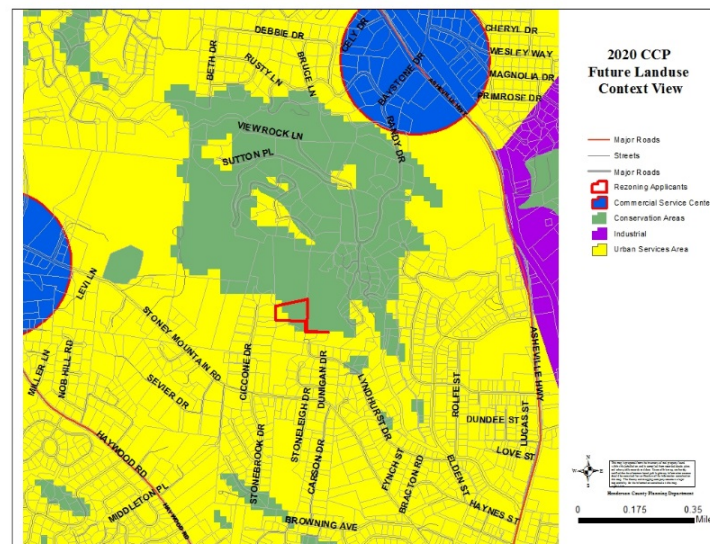 2020 CCP
Future Landuse
Context View
Major Roads
Streets
Major Roads
Rezoning Applicants
Commercial Service Cente
Conservation Areas
Industrial
Urban Services Area
DEBBIE DR
CELY DR
CHERYL DR
WESLEY WAY
MAGNOLIA DR
PRIMROSE DR
BETH DR
RUSTY LN
BRUCE LN
BAYSTONE DR
RANDY DR
VIEWROCK LN
SUTTON PL
LEVI LN
STONEY MOUNTAIN RD
MILLER LN
NOB HILL RD
SEVIER DR
CICCONE DR
STONELEIGH DR
DUNIGAN DR
LYNDHURST DR
ROLFE ST
DUNDEE ST
LUCAS ST
ASHEVILLE HWY
LOVE ST
HAYWOOD RD
STONEBROOK DR
CARSON DR
FYNCH ST
BRACTON RD
ELDEN ST
HAYNES ST
MIDDLETON PL
HAYWOOD RD
BROWNING AVE
N
W
E
S
Henderson County Planning Department
0 0.175 0.35
Mile